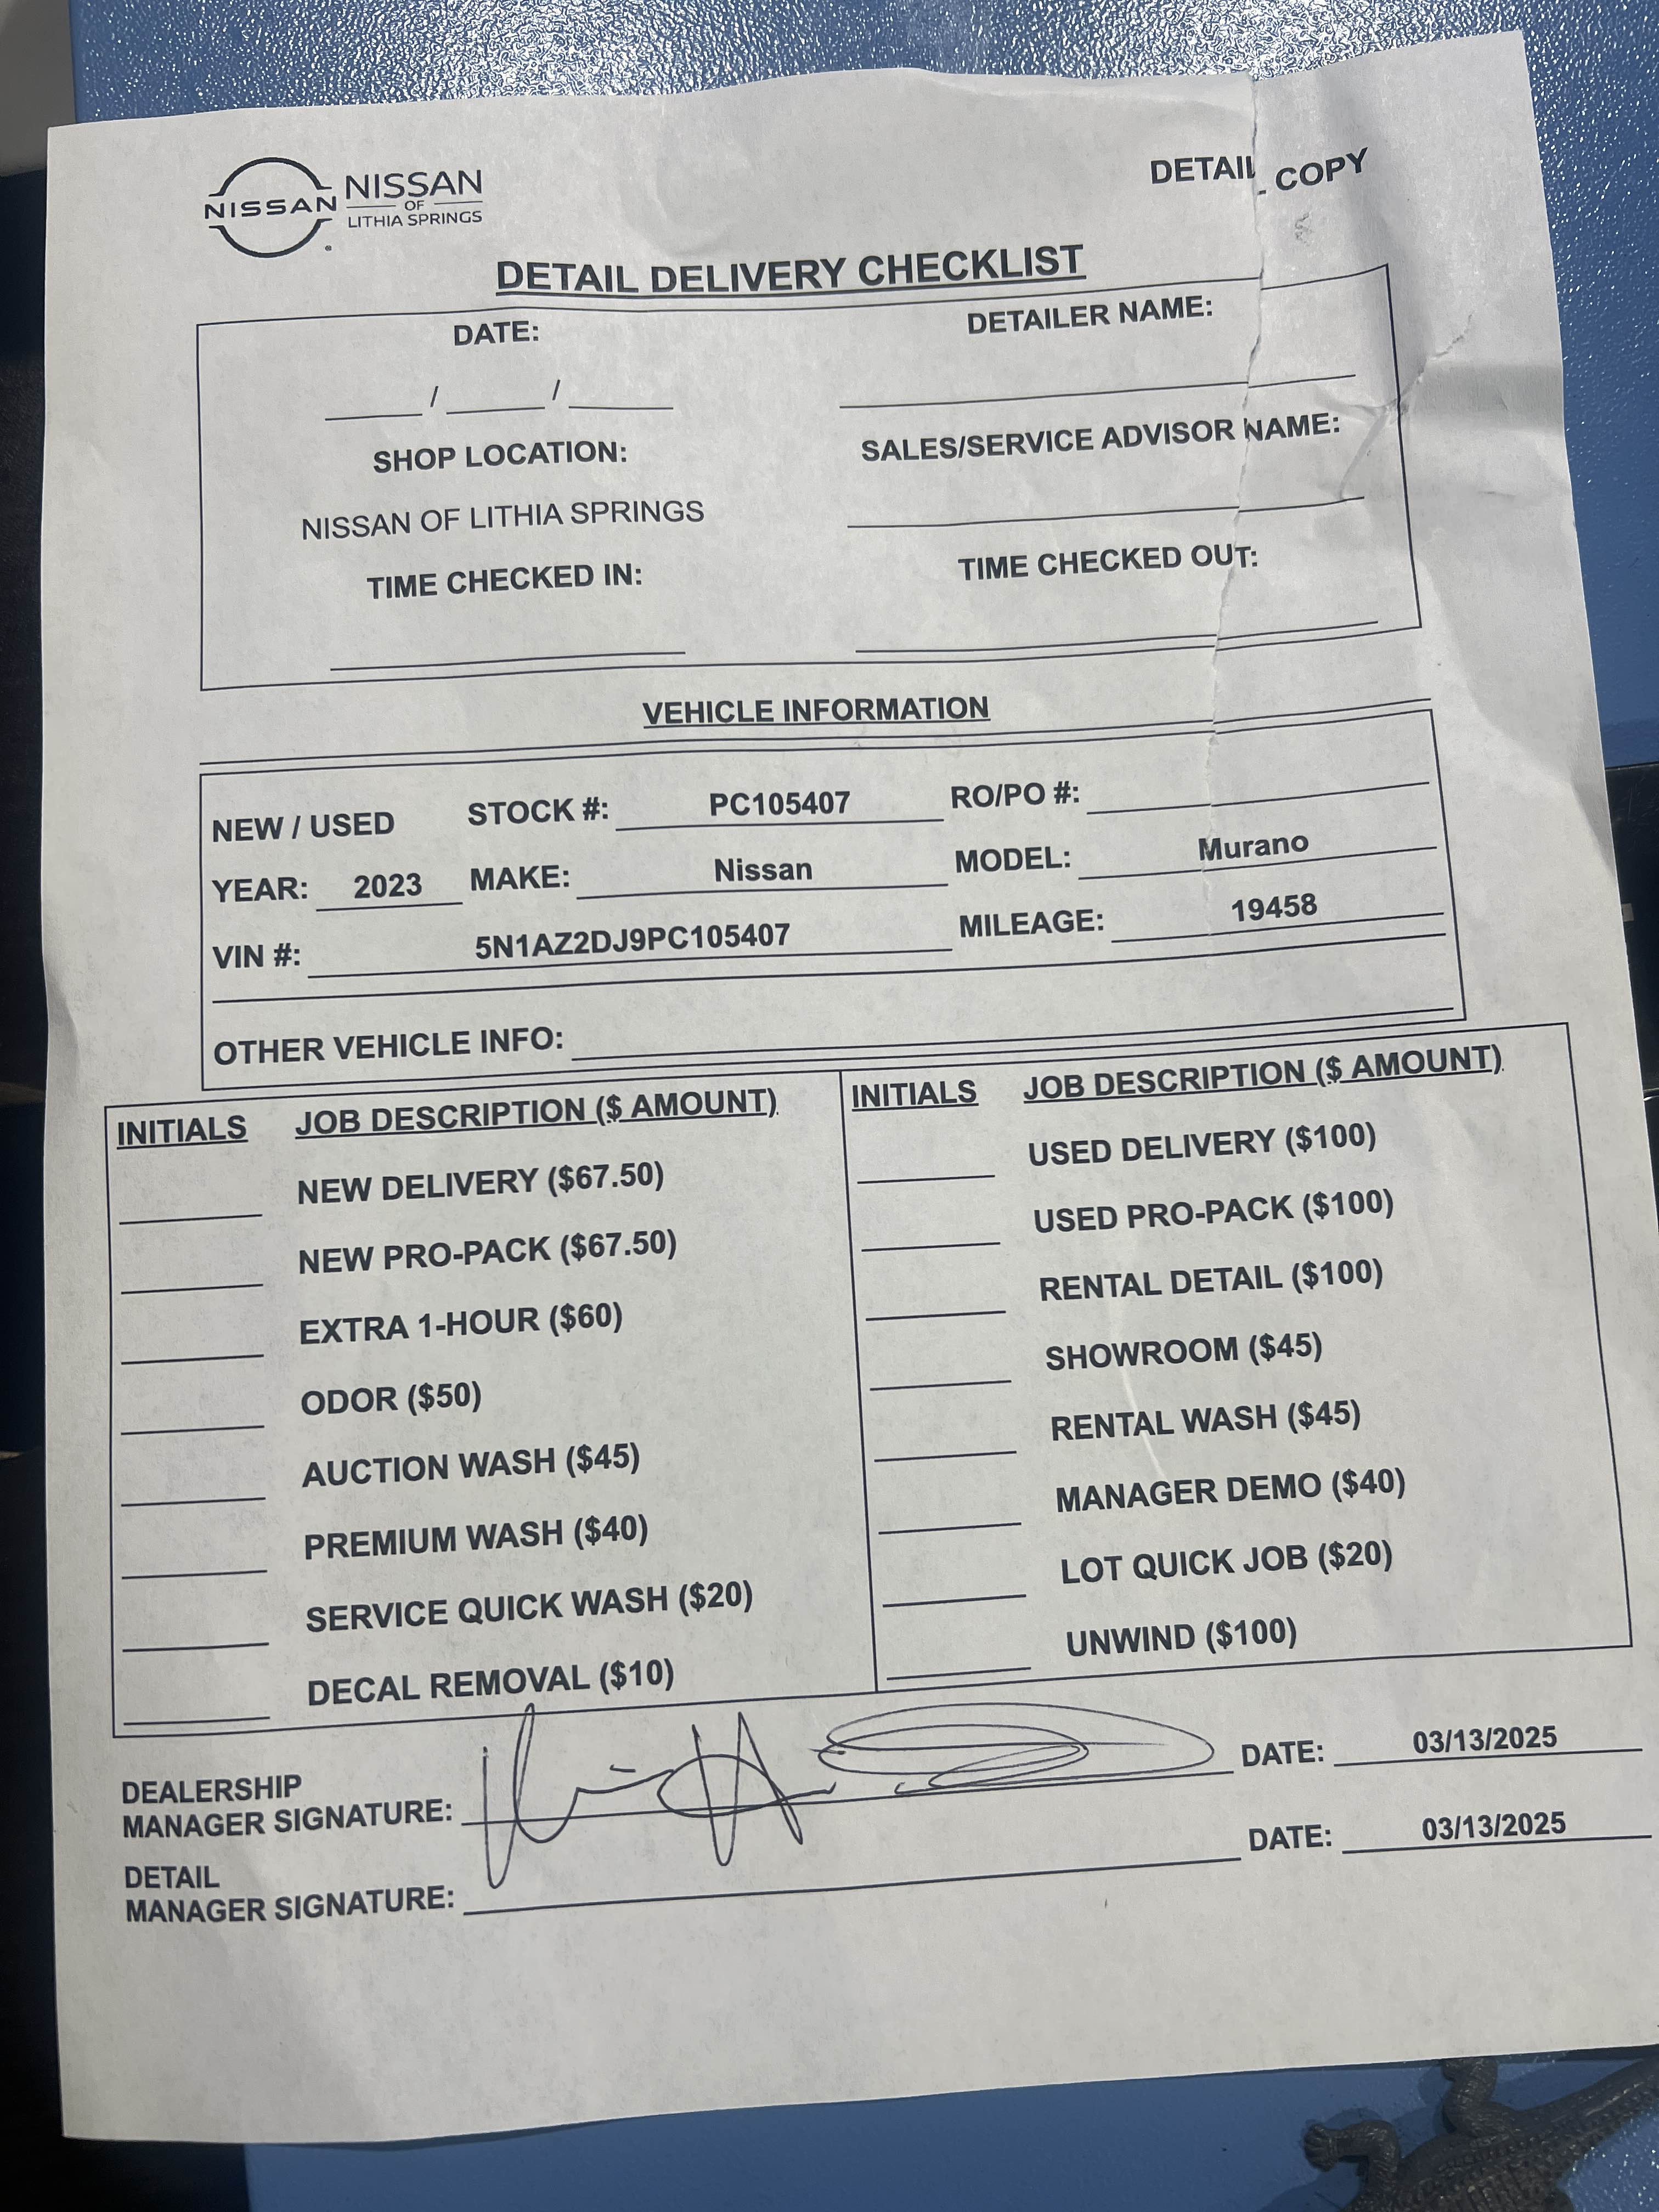 NISSAN
NISSAN
OF
LITHIA SPRINGS
DETAIL COPY
DETAIL DELIVERY CHECKLIST
DATE: DETAILER NAME:
____ / ____ / ____
SHOP LOCATION: SALES/SERVICE ADVISOR NAME:
NISSAN OF LITHIA SPRINGS
TIME CHECKED IN: TIME CHECKED OUT:
VEHICLE INFORMATION
NEW / USED STOCK #: PC105407 RO/PO #:
YEAR: 2023 MAKE: Nissan MODEL: Murano
VIN #: 5N1AZ2DJ9PC105407 MILEAGE: 19458
OTHER VEHICLE INFO:
INITIALS JOB DESCRIPTION ($ AMOUNT)
NEW DELIVERY ($67.50)
NEW PRO-PACK ($67.50)
EXTRA 1-HOUR ($60)
ODOR ($50)
AUCTION WASH ($45)
PREMIUM WASH ($40)
SERVICE QUICK WASH ($20)
DECAL REMOVAL ($10)
INITIALS JOB DESCRIPTION ($ AMOUNT)
USED DELIVERY ($100)
USED PRO-PACK ($100)
RENTAL DETAIL ($100)
SHOWROOM ($45)
RENTAL WASH ($45)
MANAGER DEMO ($40)
LOT QUICK JOB ($20)
UNWIND ($100)
DEALERSHIP
MANAGER SIGNATURE: DATE: 03/13/2025
DETAIL
MANAGER SIGNATURE: DATE: 03/13/2025